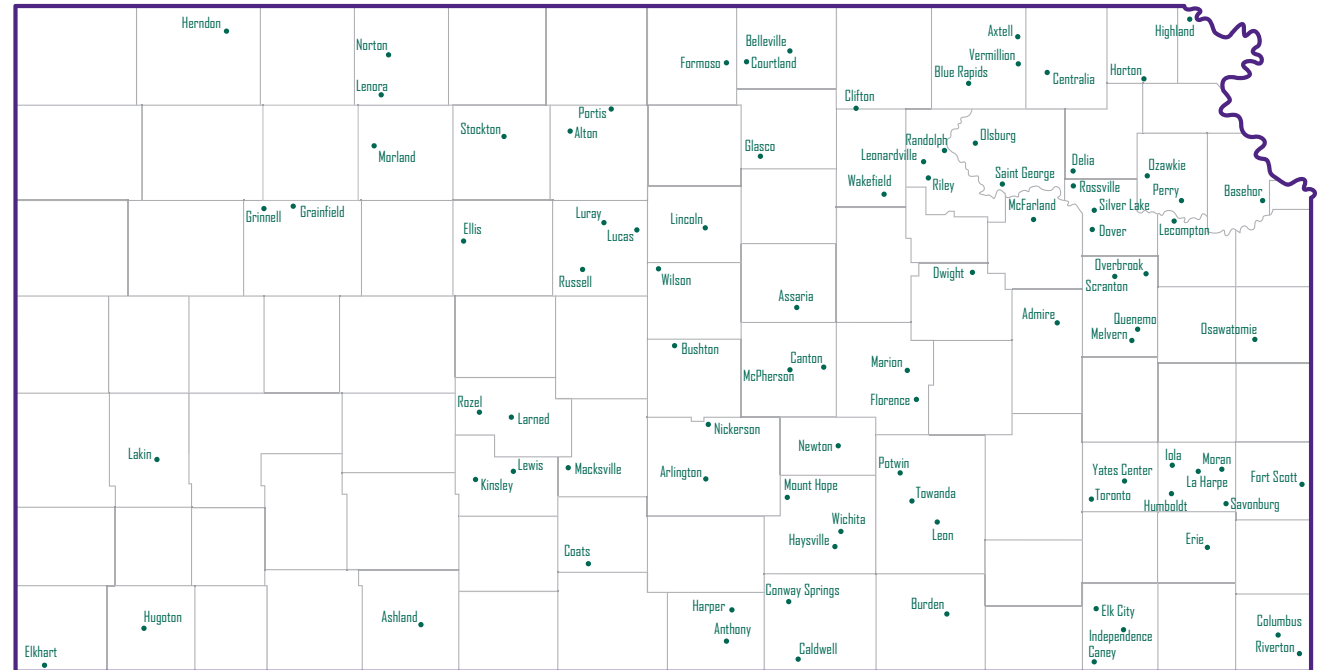 Herndon
Norton
Lenora
Formoso
Belleville
Courtland
Axtell
Vermillion
Blue Rapids
Centralia
Horton
Highland
Clifton
Portis
Alton
Stockton
Morland
Glasco
Randolph
Leonardville
Riley
Olsburg
Saint George
Wakefield
Delia
Rossville
Silver Lake
Dover
Ozawkie
Perry
Basehor
Lecompton
McFarland
Grinnell
Grainfield
Ellis
Luray
Lucas
Russell
Lincoln
Wilson
Dwight
Overbrook
Scranton
Assaria
Admire
Quenemo
Melvern
Osawatomie
Bushton
Canton
McPherson
Marion
Florence
Rozel
Larned
Nickerson
Newton
Lakin
Lewis
Kinsley
Macksville
Arlington
Potwin
Mount Hope
Towanda
Leon
Yates Center
Toronto
Iola
Moran
La Harpe
Humboldt
Savonburg
Fort Scott
Wichita
Haysville
Erie
Coats
Conway Springs
Burden
Elk City
Independence
Caney
Columbus
Riverton
Harper
Anthony
Caldwell
Ashland
Hugoton
Elkhart